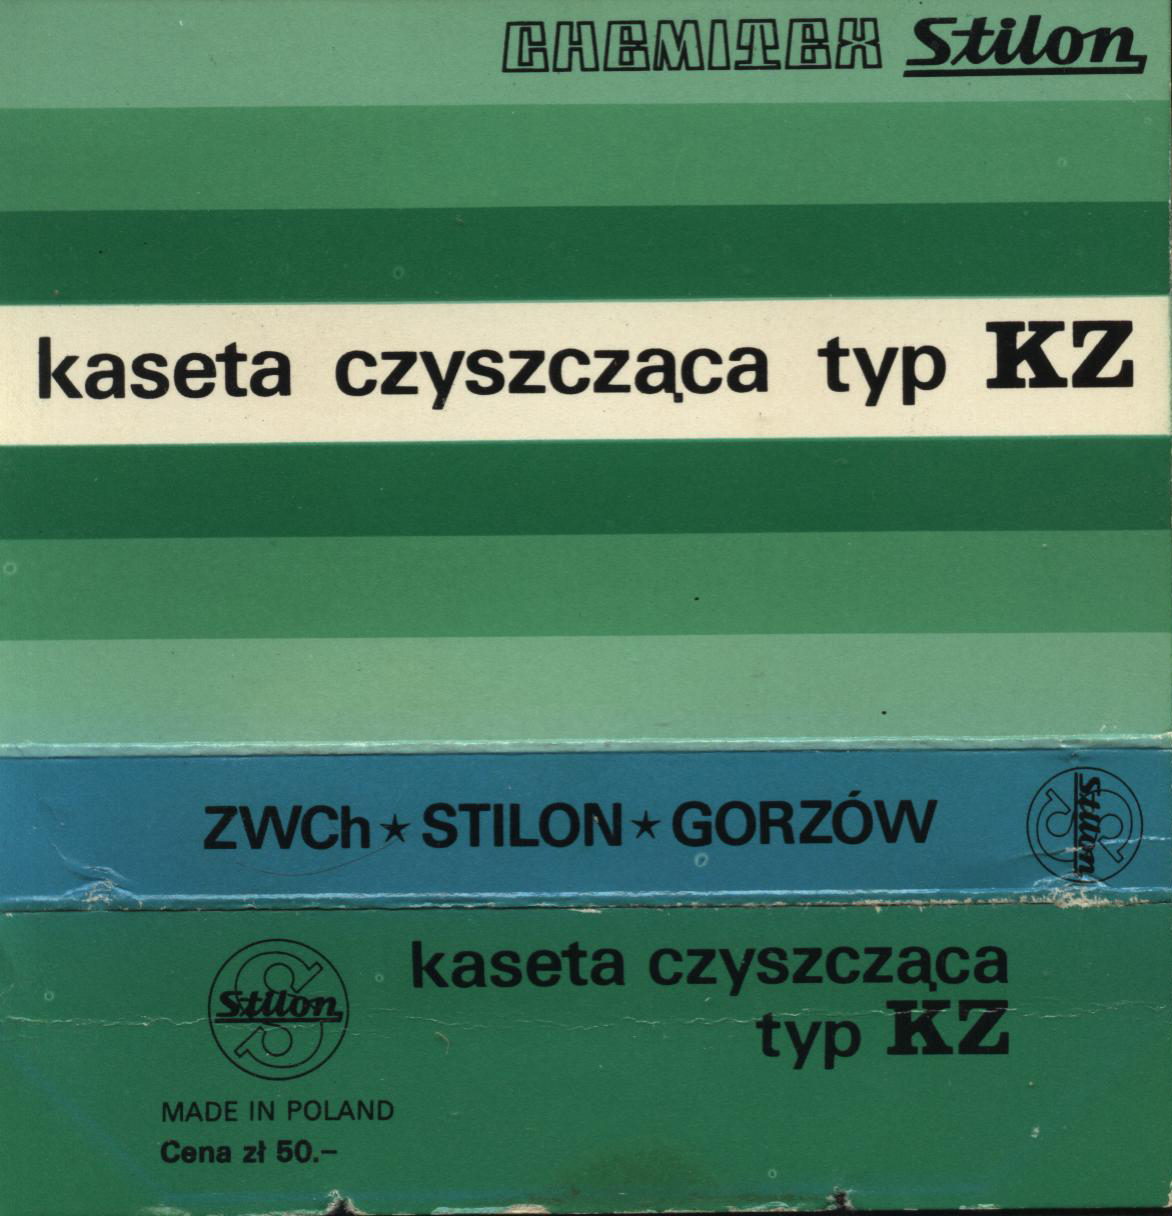 CHEMITEX Stilon
kaseta czyszcząca typ KZ
ZWCh ★ STILON ★ GORZÓW
Stilon
kaseta czyszcząca
typ KZ
Stilon
MADE IN POLAND
Cena zł 50.–